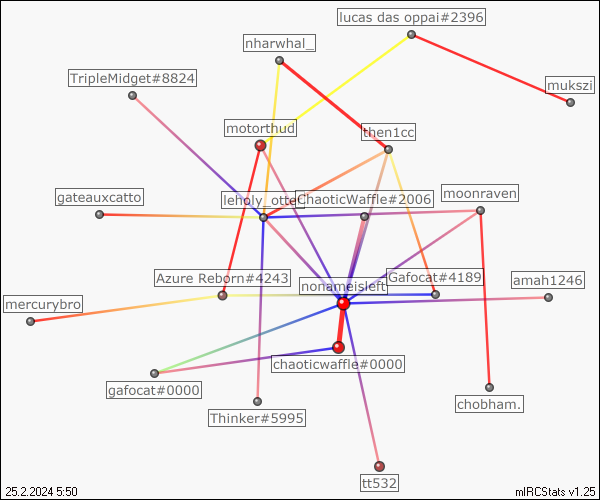 lucas das oppai#2396
nharwhal_
TripleMidget#8824
mukszi
motorthud
then1cc
gateauxcatto
leholy_otter
ChaoticWaffle#2006
moonraven
Azure Reborn#4243
Gafocat#4189
nonameisleft
amah1246
mercurybro
chaoticwaffle#0000
gafocat#0000
Thinker#5995
chobham.
tt532
25.2.2024 5:50
mIRCStats v1.25